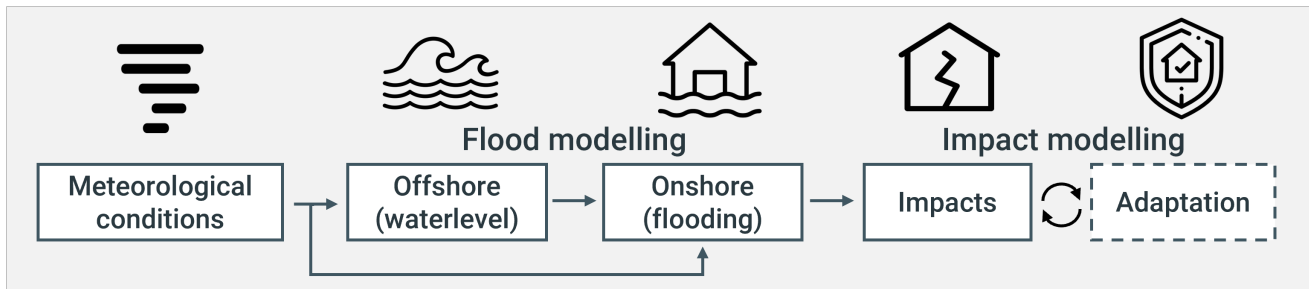 Flood modelling
Impact modelling
Meteorological
conditions
Offshore
(waterlevel)
Onshore
(flooding)
Impacts
Adaptation